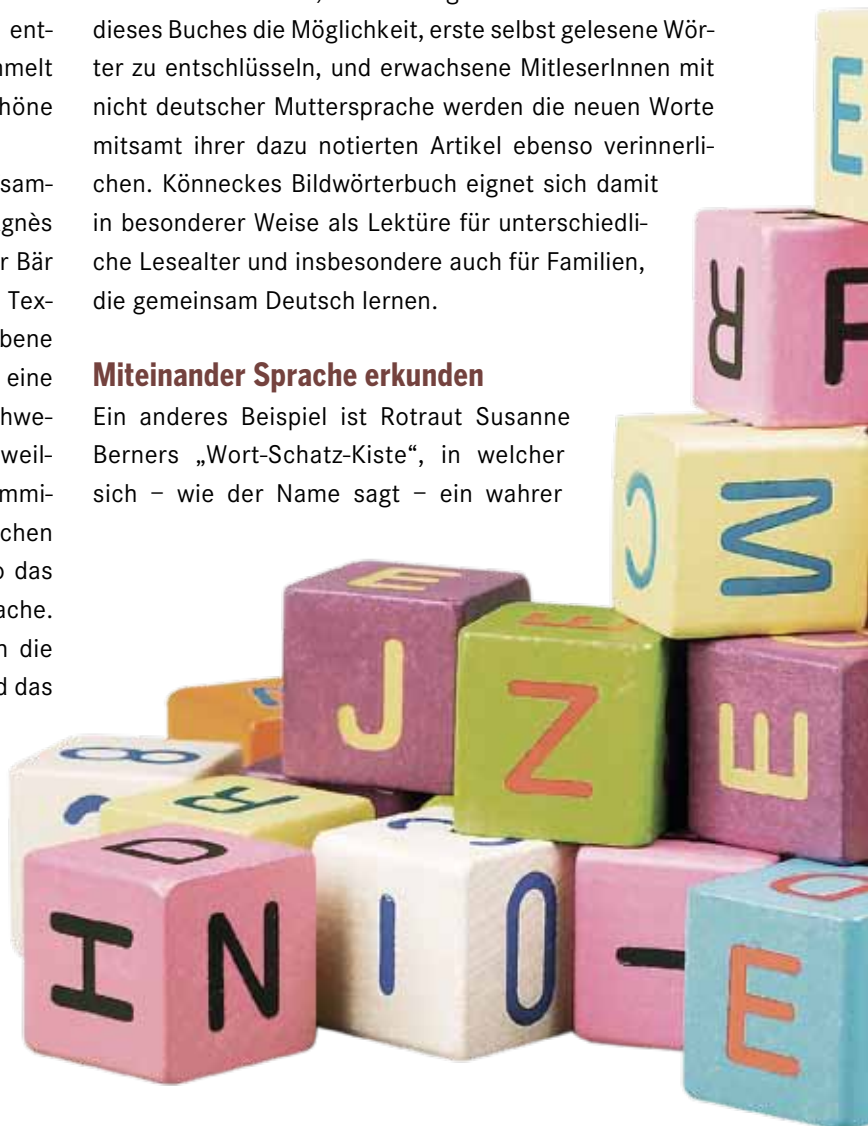 ent-
melt
höne
sam-
gnès
r Bär
Tex-
bene
eine
hwe-
weil-
mmi-
chen
das
ache.
n die
d das
dieses Buches die Möglichkeit, erste selbst gelesene Wör-
ter zu entschlüsseln, und erwachsene MitleserInnen mit
nicht deutscher Muttersprache werden die neuen Worte
mitsamt ihrer dazu notierten Artikel ebenso verinnerli-
chen. Könneckes Bildwörterbuch eignet sich damit
in besonderer Weise als Lektüre für unterschiedli-
che Lesealter und insbesondere auch für Familien,
die gemeinsam Deutsch lernen.
Miteinander Sprache erkunden
Ein anderes Beispiel ist Rotraut Susanne
Berners „Wort-Schatz-Kiste“, in welcher
sich – wie der Name sagt – ein wahrer
E
R
C M
E
J
E
Z
E
8
R
D
I N
I O
I
E